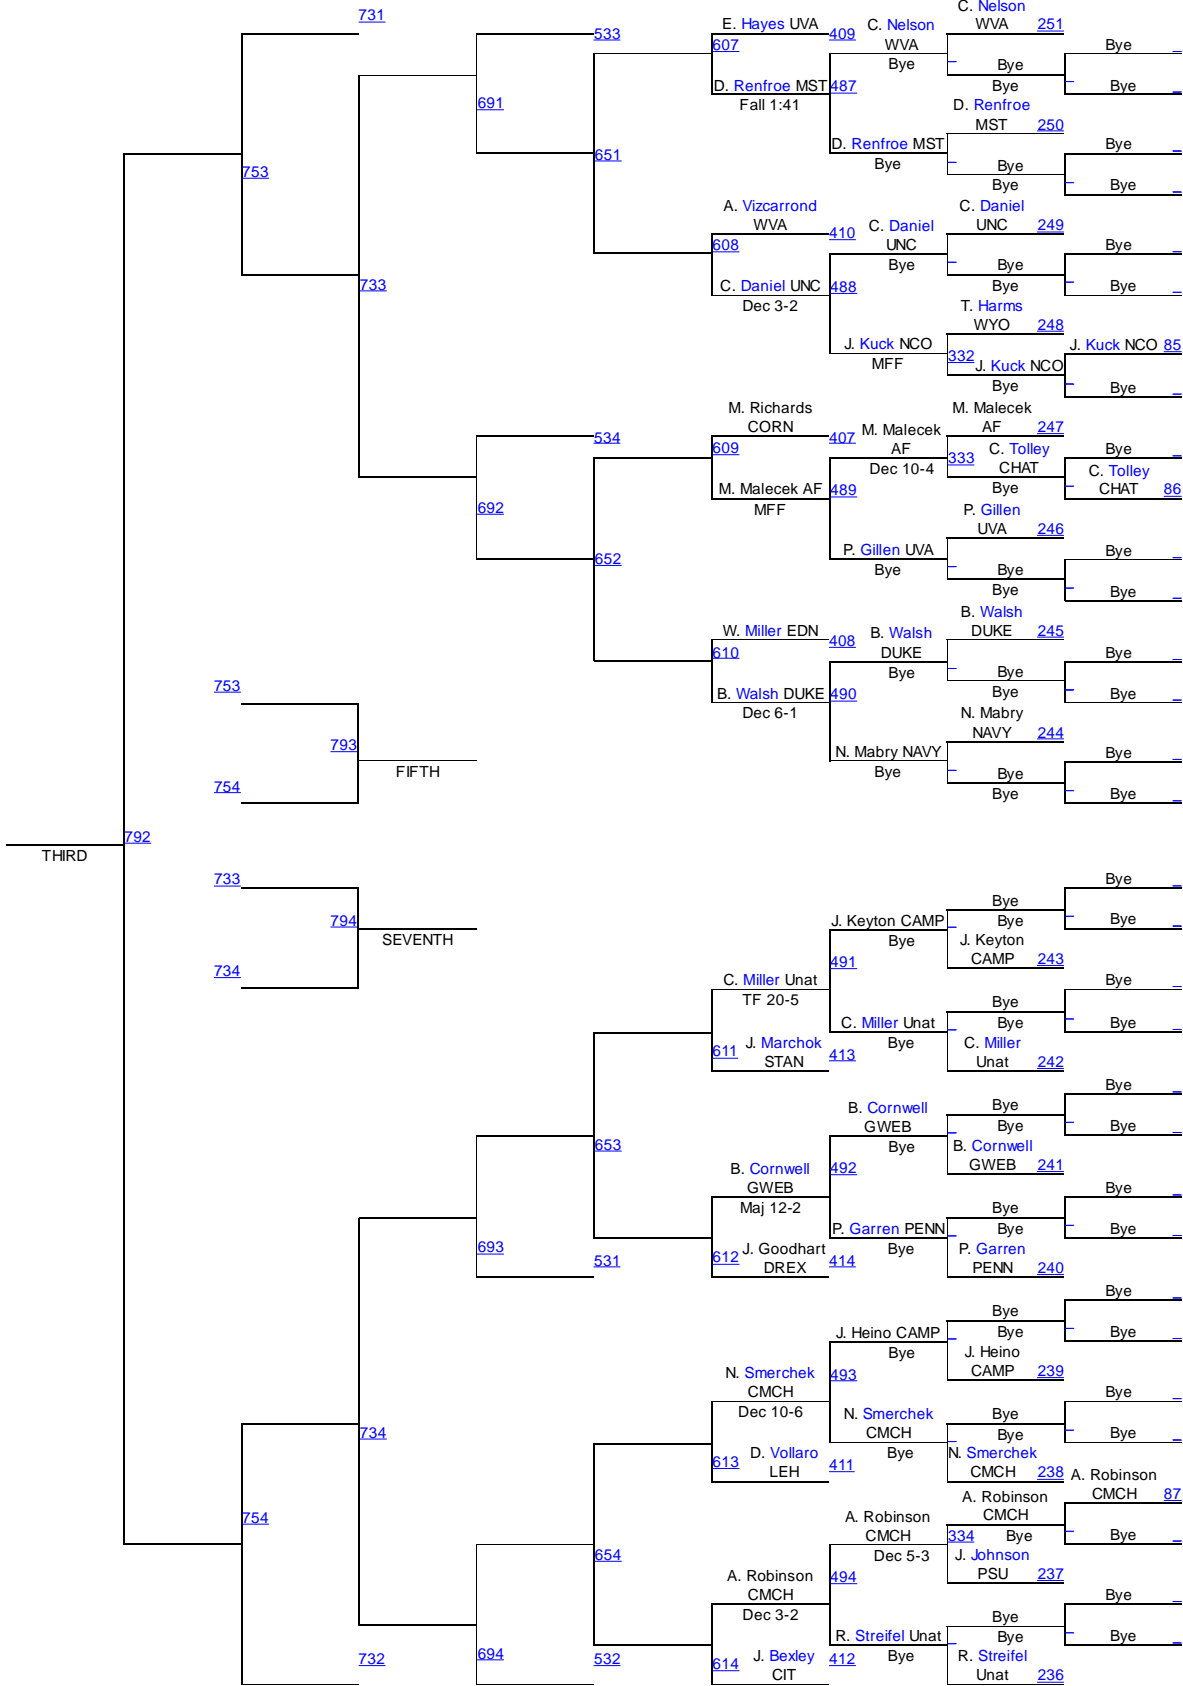 731
533
E. Hayes UVA
409
C. Nelson
WVA
Bye
C. Nelson
WVA 251
Bye
607
Bye
Bye
Bye
D. Renfroe MST
487
Fall 1:41
691
D. Renfroe
MST 250
D. Renfroe MST
Bye
Bye
Bye
Bye
Bye
651
753
A. Vizcarrond
WVA
410
C. Daniel
UNC
Bye
C. Daniel
UNC 249
Bye
608
Bye
Bye
Bye
C. Daniel UNC
488
Dec 3-2
733
T. Harms
WYO 248
J. Kuck NCO
MFF
332
J. Kuck NCO
Bye
J. Kuck NCO 85
Bye
M. Richards
CORN
534
407
M. Malecek
AF
Dec 10-4
M. Malecek
AF 247
609
333
C. Tolley
CHAT
Bye
Bye
C. Tolley
CHAT 86
M. Malecek AF
489
MFF
692
P. Gillen
UVA 246
P. Gillen UVA
Bye
Bye
Bye
Bye
Bye
652
W. Miller EDN
408
B. Walsh
DUKE
Bye
B. Walsh
DUKE 245
Bye
610
Bye
Bye
Bye
B. Walsh DUKE
490
Dec 6-1
753
N. Mabry
NAVY 244
N. Mabry NAVY
Bye
Bye
Bye
Bye
Bye
793
FIFTH
754
792
THIRD
733
794
SEVENTH
734
Bye
Bye
J. Keyton CAMP
Bye
Bye
Bye
J. Keyton
CAMP 243
491
C. Miller Unat
TF 20-5
Bye
Bye
C. Miller Unat
Bye
Bye
Bye
C. Miller
Unat 242
611
J. Marchok
STAN
413
Bye
Bye
B. Cornwell
GWEB
Bye
Bye
Bye
B. Cornwell
GWEB 241
653
492
B. Cornwell
GWEB
Maj 12-2
Bye
Bye
P. Garren PENN
Bye
Bye
Bye
P. Garren
PENN 240
693
531
612
J. Goodhart
DREX
414
Bye
Bye
J. Heino CAMP
Bye
Bye
Bye
J. Heino
CAMP 239
493
N. Smerchek
CMCH
Dec 10-6
Bye
Bye
N. Smerchek
CMCH
Bye
Bye
Bye
N. Smerchek
CMCH 238
734
613
D. Vollaro
LEH
411
A. Robinson
CMCH 87
Bye
A. Robinson
CMCH
Bye
A. Robinson
CMCH
Dec 5-3
334
J. Johnson
PSU 237
754
654
494
A. Robinson
CMCH
Dec 3-2
Bye
Bye
R. Streifel Unat
Bye
Bye
Bye
R. Streifel
Unat 236
732
694
532
614
J. Bexley
CIT
412